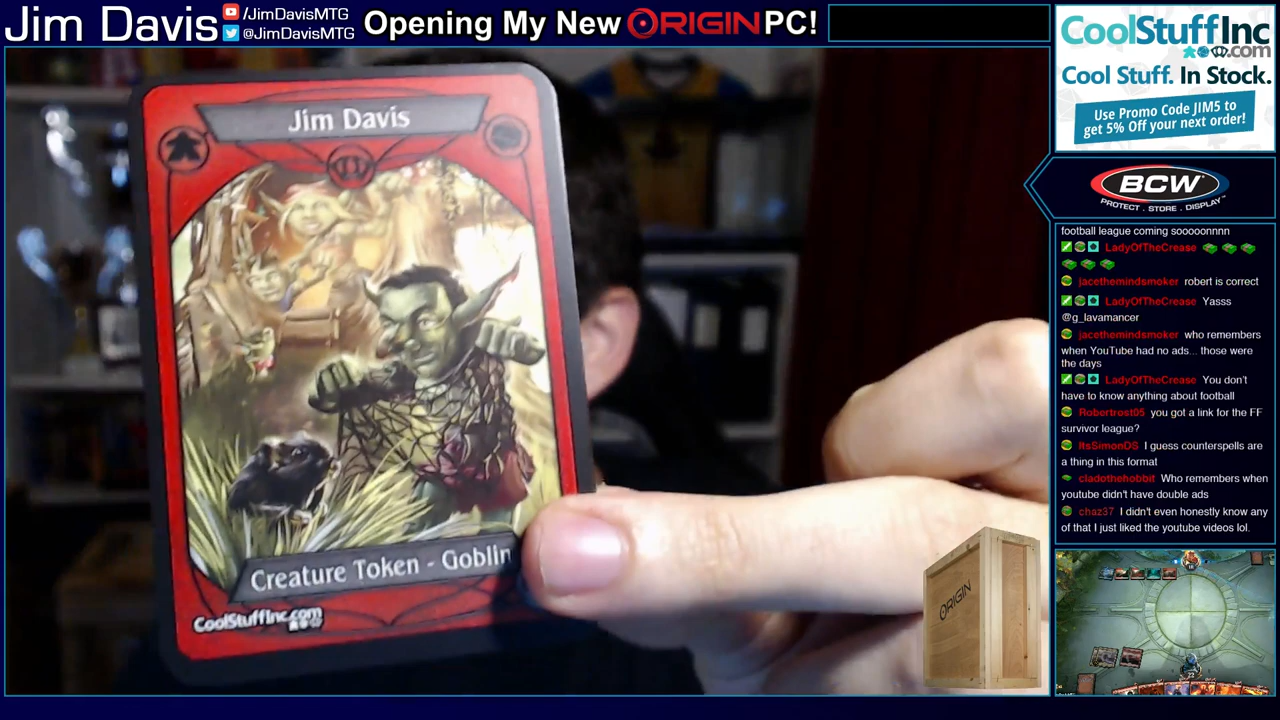 Jim Davis
/JimDavisMTG
@JimDavisMTG
Opening My New ORIGIN PC!
CoolStuffInc
.com
Cool Stuff. In Stock.
Use Promo Code JIM5 to
get 5% Off your next order!
BCW
PROTECT . STORE . DISPLAY
football league coming sooooonnnn
LadyOfTheCrease
jacethemindsmoker robert is correct
LadyOfTheCrease Yasss
@g_lavamancer
jacethemindsmoker who remembers
when YouTube had no ads... those were
the days
LadyOfTheCrease You don't
have to know anything about football
Robertrost05 you got a link for the FF
survivor league?
ItsSimonDS I guess counterspells are
a thing in this format
cladothehobbit Who remembers when
youtube didn't have double ads
chaz37 I didn't even honestly know any
of that I just liked the youtube videos lol.
Jim Davis
Creature Token - Goblin
CoolStuffInc.com
ORIGIN